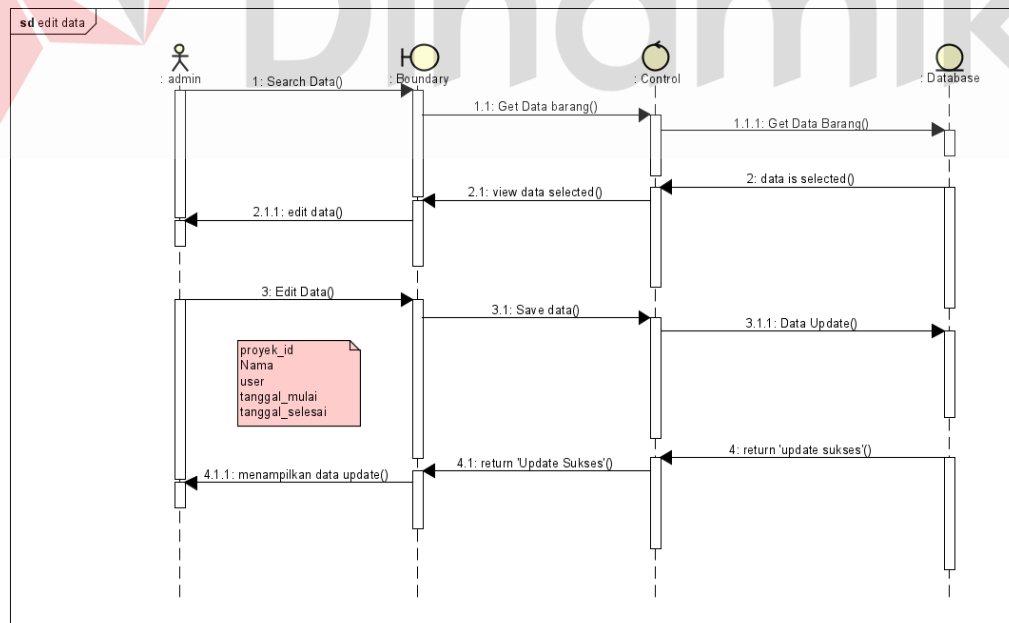 Dinamik
sd edit data
: admin
: Boundary
: Control
: Database
1: Search Data()
1.1: Get Data barang()
1.1.1: Get Data Barang()
2: data is selected()
2.1: view data selected()
2.1.1: edit data()
3: Edit Data()
3.1: Save data()
3.1.1: Data Update()
proyek_id
Nama
user
tanggal_mulai
tanggal_selesai
4: return 'update sukses'()
4.1: return 'Update Sukses'()
4.1.1: menampilkan data update()